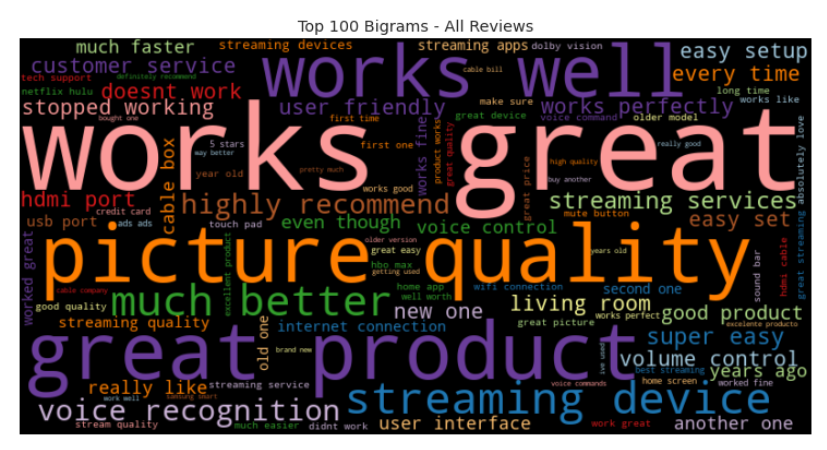 Top 100 Bigrams - All Reviews
much faster
streaming devices
streaming apps
dolby vision
easy setup
customer service
works well
cable bill
every time
tech support
definitely recommend
doesnt work
long time
netflix hulu
user friendly
make sure
works perfectly
works like
stopped working
bought one
first time
great device
voice command
older model
works great
5 stars
first one
may better
year old
pretty much
high quality
really good
buy another
works good
cable box
works fine
product works
great quality
great price
absolutely love
hdmi port
highly recommend
streaming services
credit card
mute button
usb port
ads ads
touch pad
even though
voice control
easy set
older version
years old
picture quality
worked great
great easy
hbo max
getting used
excellent product
cable company
home app
wifi connection
second one
sound bar
hdmi cable
great streaming
much better
well worth
living room
good quality
new one
works perfect
good product
excelente producto
streaming quality
internet connection
great picture
super easy
old one
great product
brand new
ive used
volume control
best streaming
years ago
really like
streaming service
voice commands
home screen
worked fine
work well
samsung smart
voice recognition
streaming device
stream quality
much easier
didnt work
user interface
work great
another one